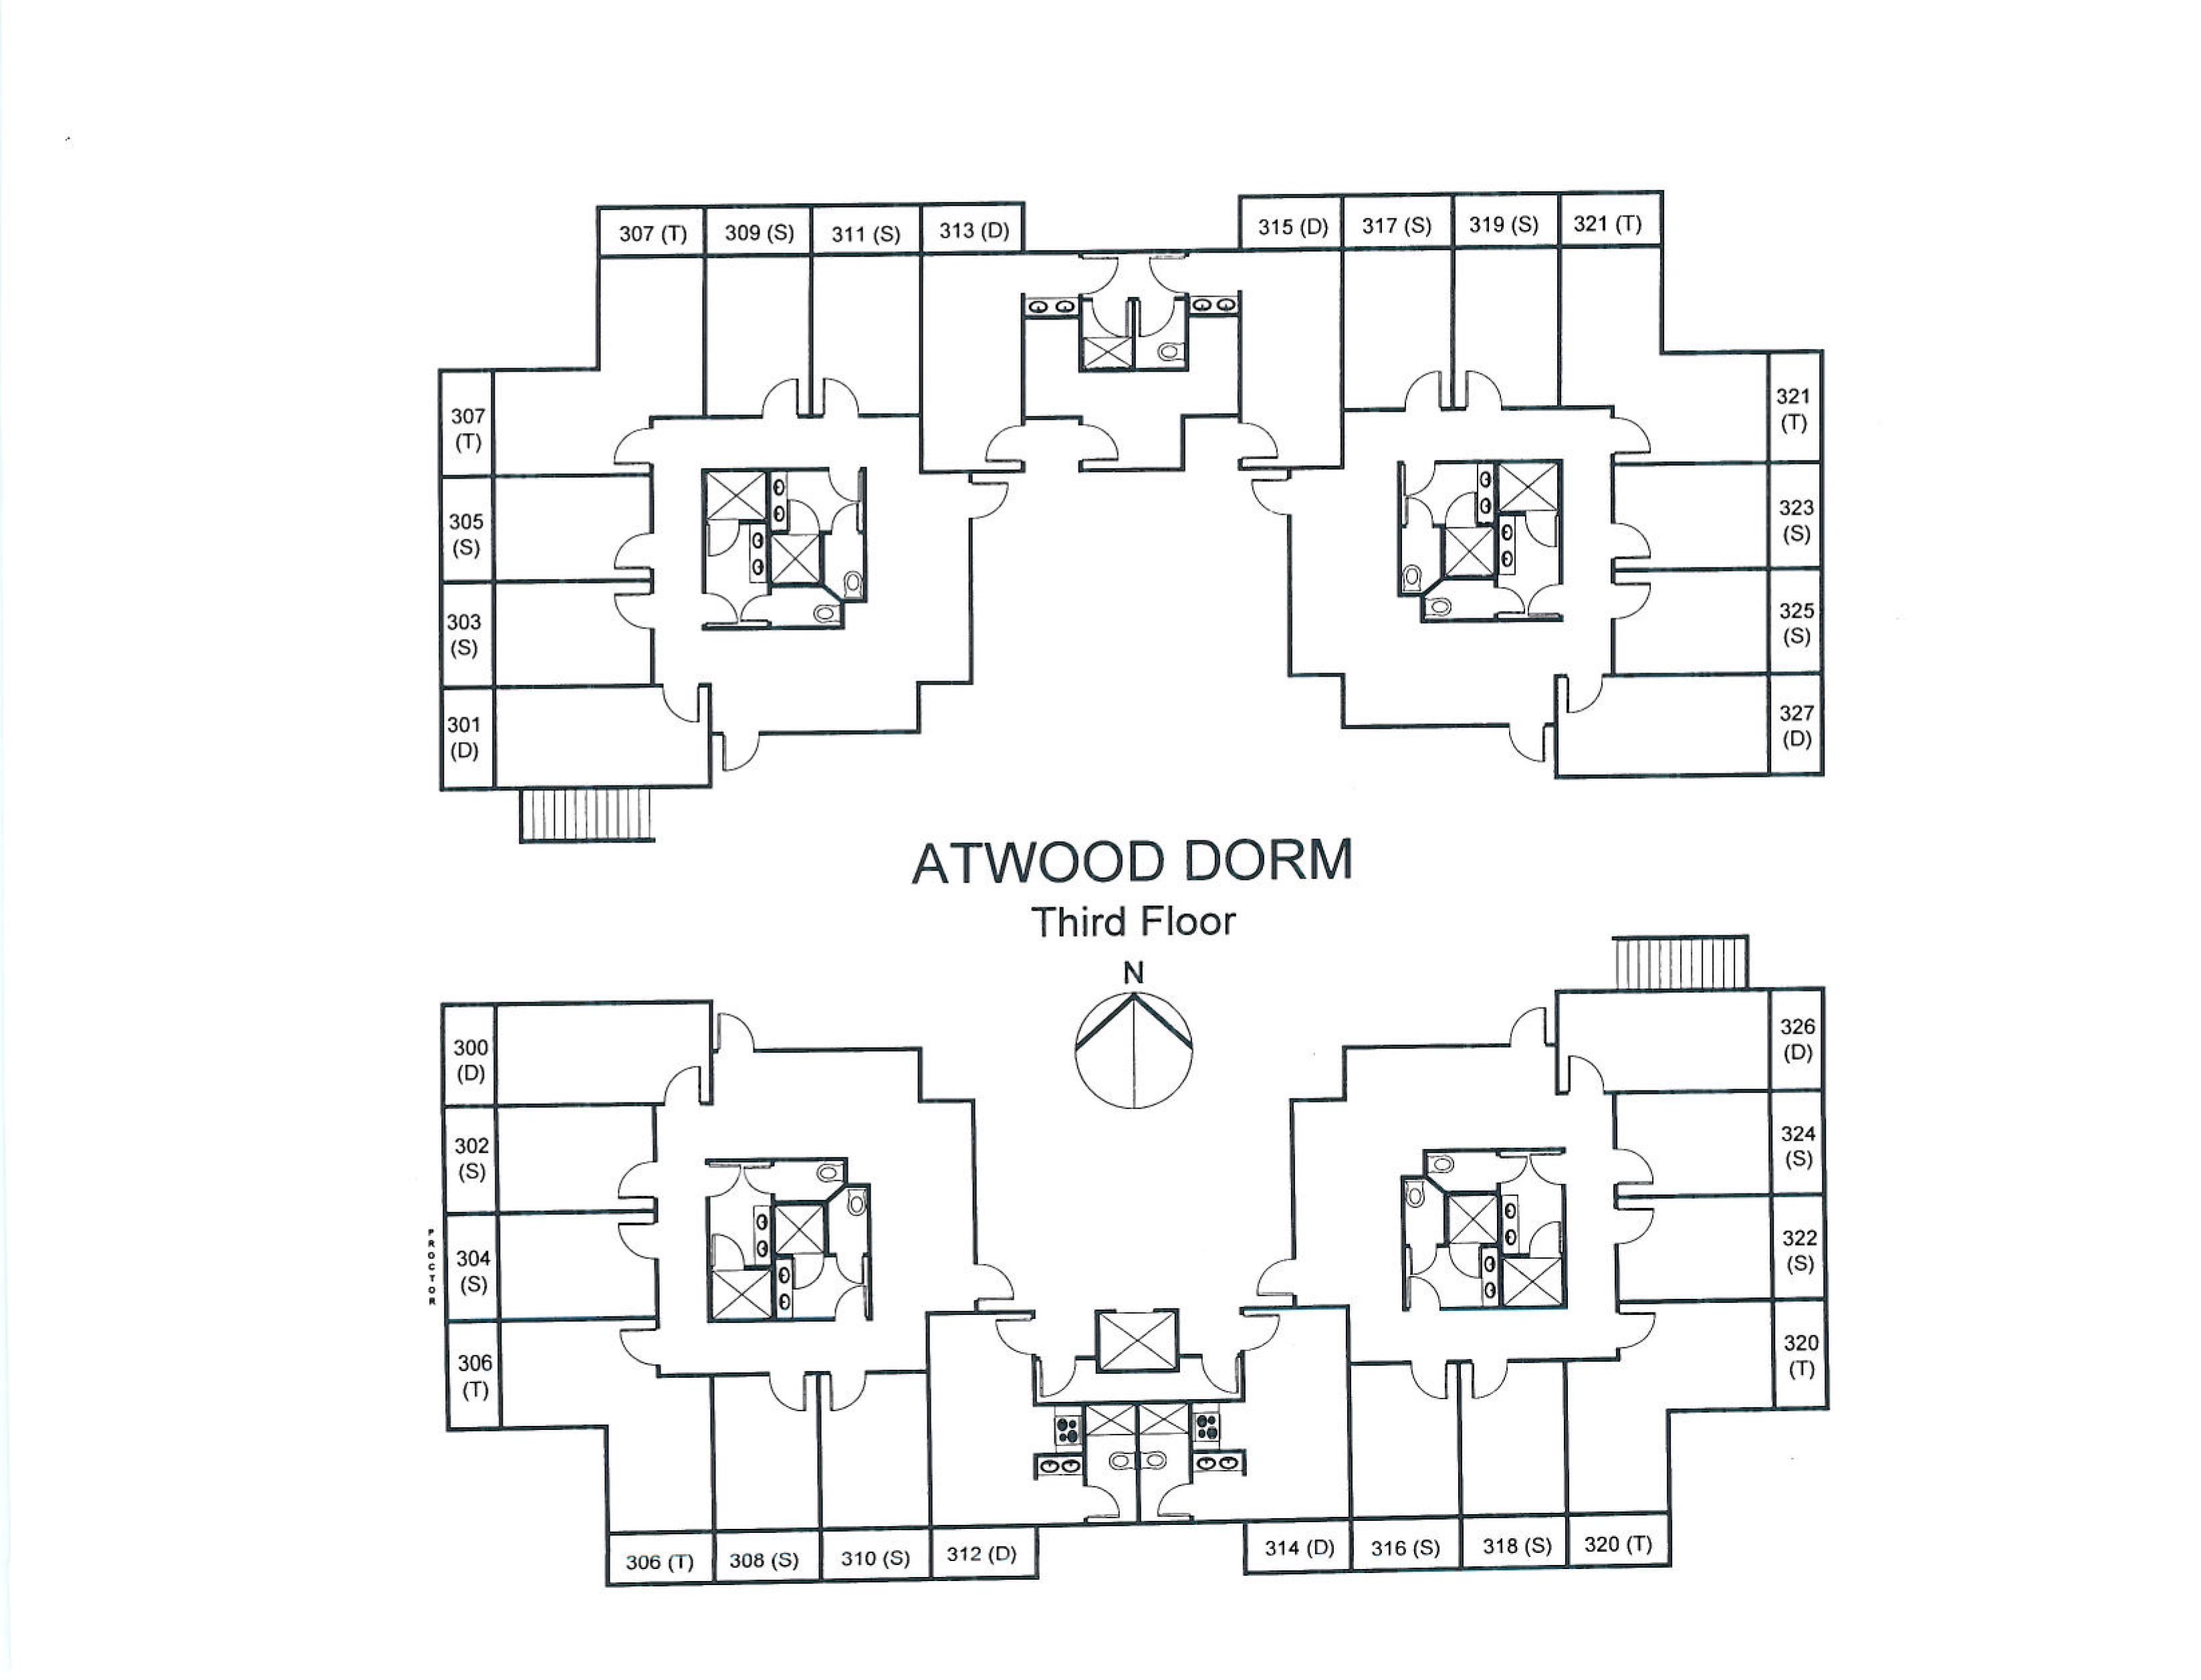 307 (T)
309 (S)
311 (S)
313 (D)
315 (D)
317 (S)
319 (S)
321 (T)
307
(T)
305
(S)
303
(S)
301
(D)
321
(T)
323
(S)
325
(S)
327
(D)
ATWOOD DORM
Third Floor
N
300
(D)
302
(S)
PROCTOR
304
(S)
306
(T)
326
(D)
324
(S)
322
(S)
320
(T)
306 (T)
308 (S)
310 (S)
312 (D)
314 (D)
316 (S)
318 (S)
320 (T)